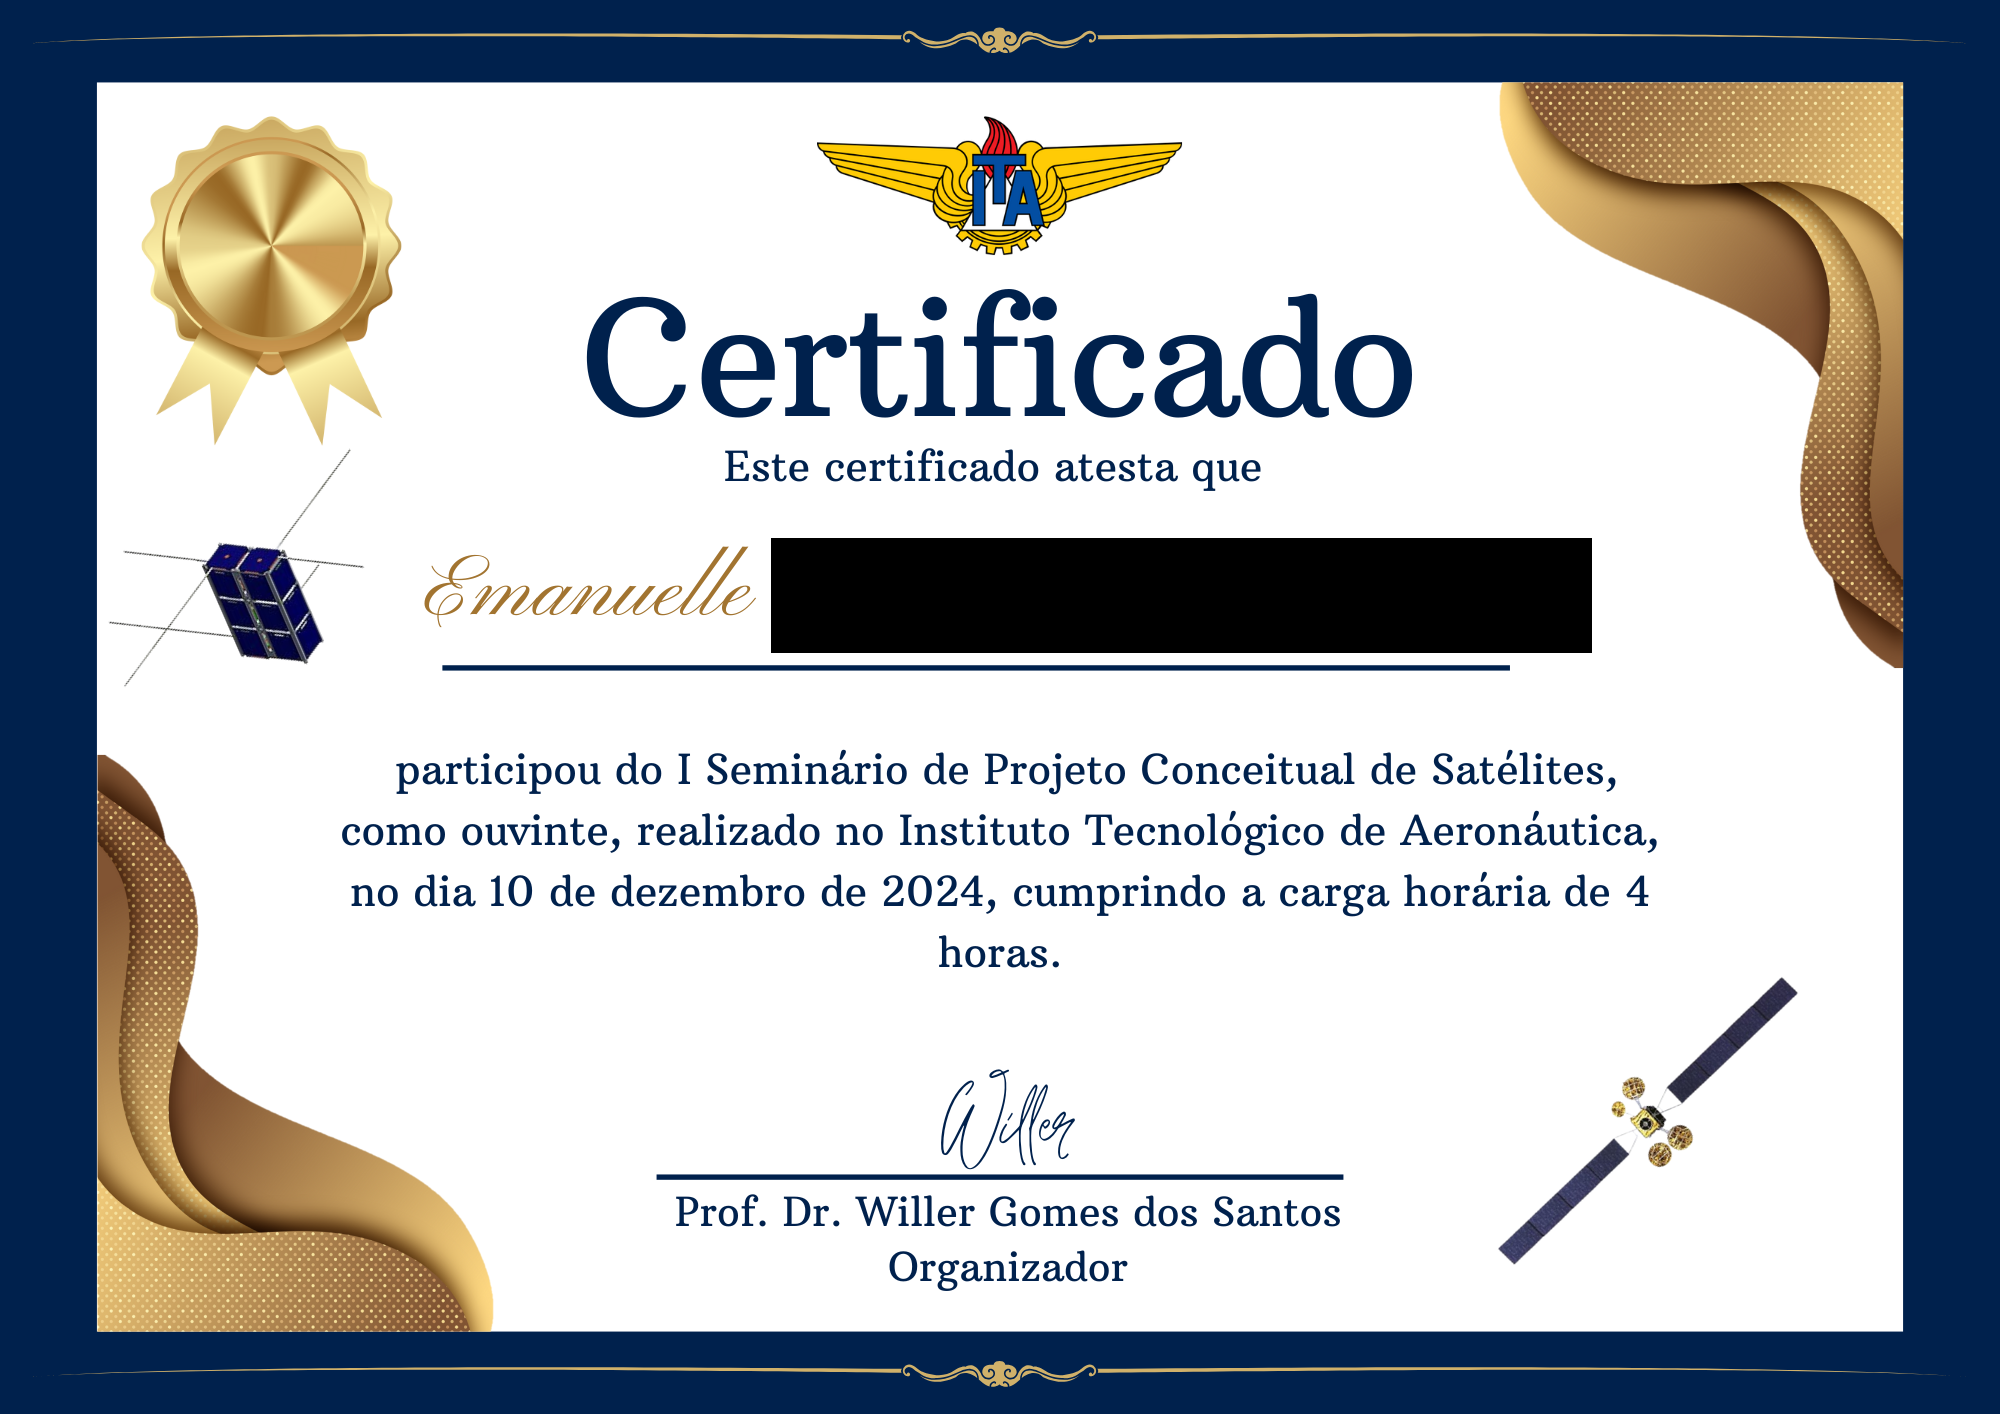 ITA
Certificado
Este certificado atesta que
Emanuelle
participou do I Seminário de Projeto Conceitual de Satélites,
como ouvinte, realizado no Instituto Tecnológico de Aeronáutica,
no dia 10 de dezembro de 2024, cumprindo a carga horária de 4
horas.
Willer
Prof. Dr. Willer Gomes dos Santos
Organizador